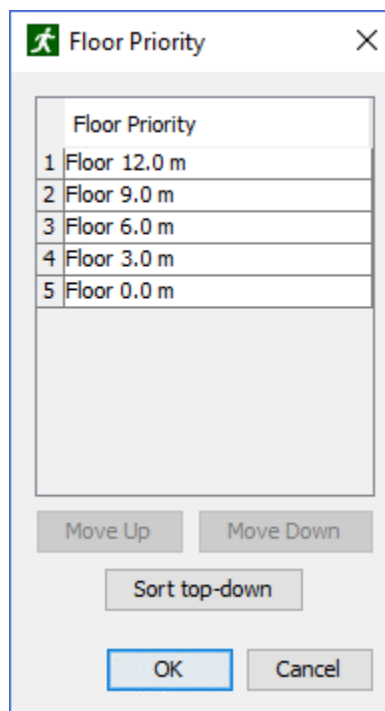 Floor Priority
Floor Priority
1 Floor 12.0 m
2 Floor 9.0 m
3 Floor 6.0 m
4 Floor 3.0 m
5 Floor 0.0 m
Move Up Move Down
Sort top-down
OK Cancel